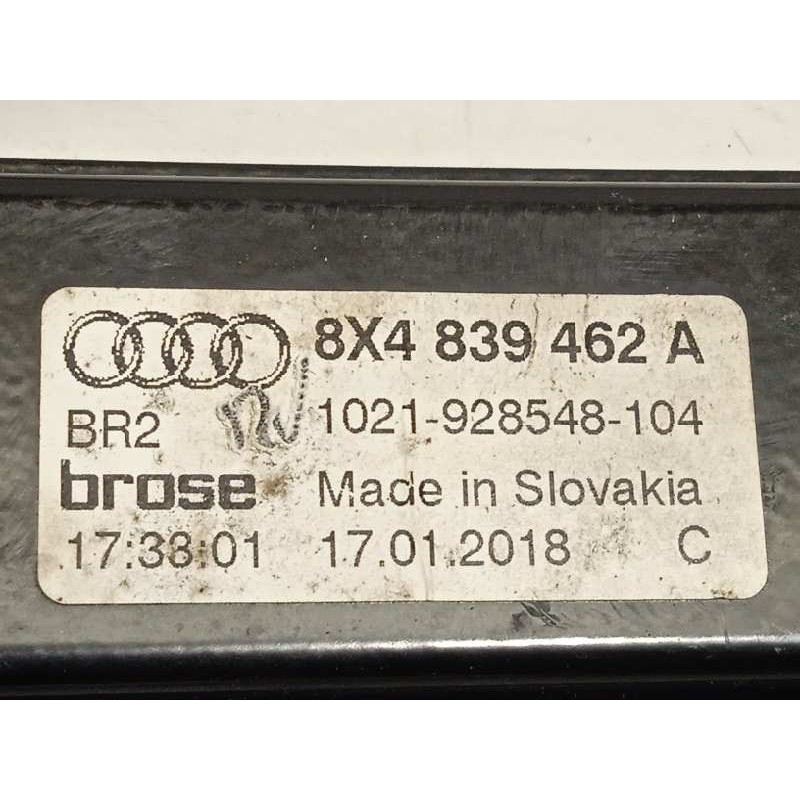 8X4 839 462 A
BR2 1021-928548-104
brose Made in Slovakia
17:38:01 17.01.2018 C